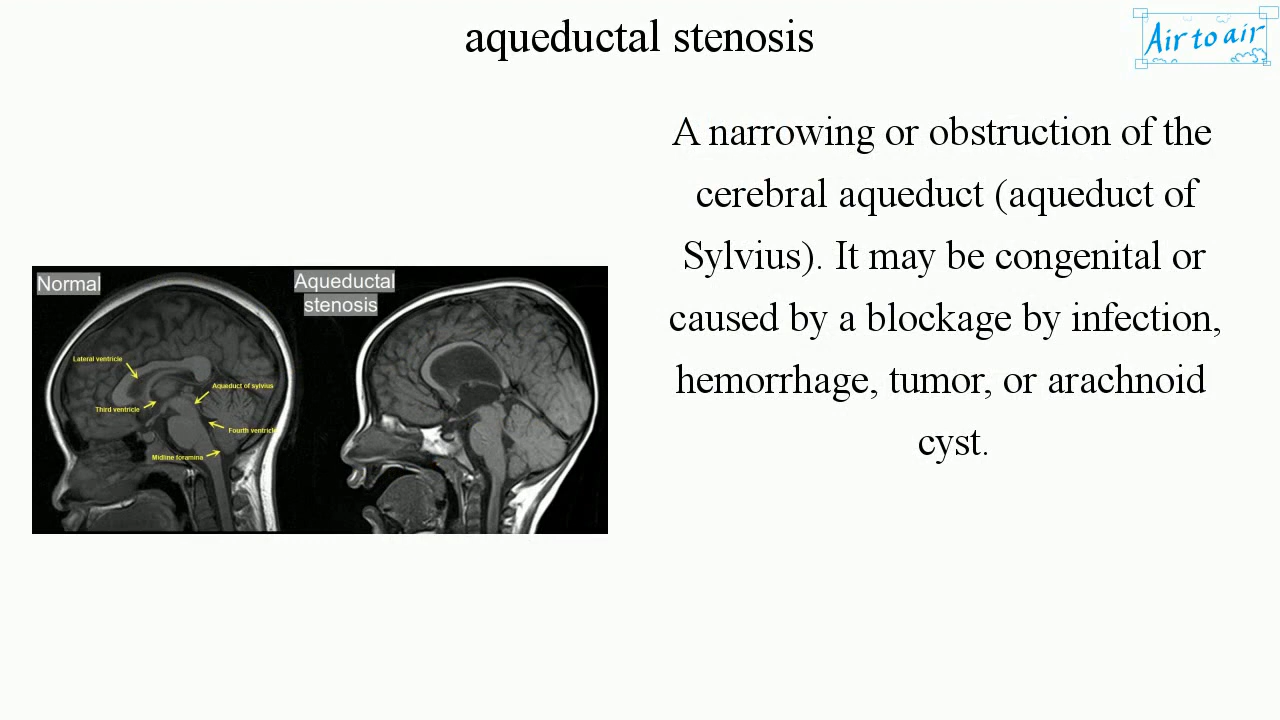 aqueductal stenosis
Air to air
A narrowing or obstruction of the
cerebral aqueduct (aqueduct of
Sylvius). It may be congenital or
caused by a blockage by infection,
hemorrhage, tumor, or arachnoid
cyst.
Normal
Aqueductal
stenosis
Lateral ventricle
Aqueduct of sylvius
Third ventricle
Fourth ventricle
Midline foramina